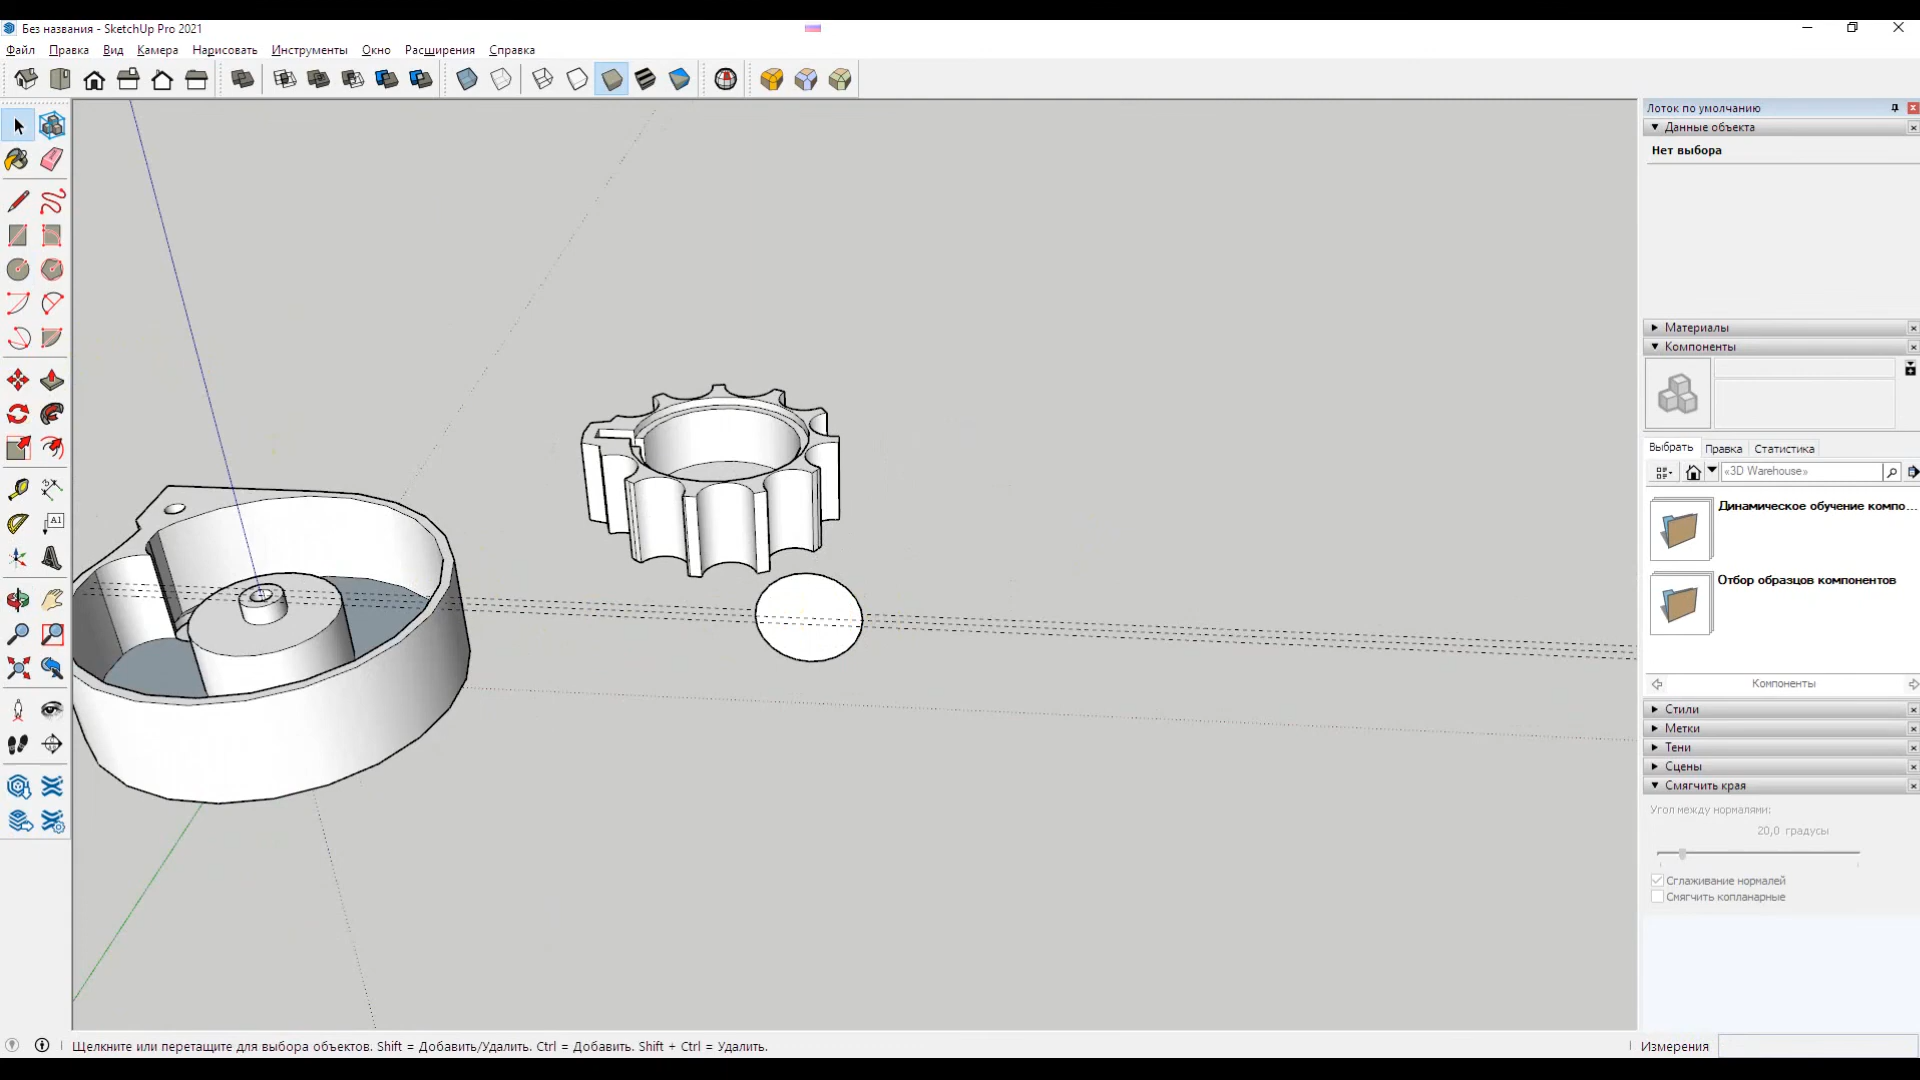 Без названия - SketchUp Pro 2021
Файл Правка Вид Камера Нарисовать Инструменты Окно Расширения Справка
Лоток по умолчанию
Данные объекта
Нет выбора
Материалы
Компоненты
Выбрать Правка Статистика
«3D Warehouse»
Динамическое обучение компо...
Отбор образцов компонентов
Компоненты
Стили
Метки
Тени
Сцены
Смягчить края
Угол между нормалями:
20,0 градусы
Сглаживание нормалей
Смягчить копланарные
A1
Щелкните или перетащите для выбора объектов. Shift = Добавить/Удалить. Ctrl = Добавить. Shift + Ctrl = Удалить.
Измерения